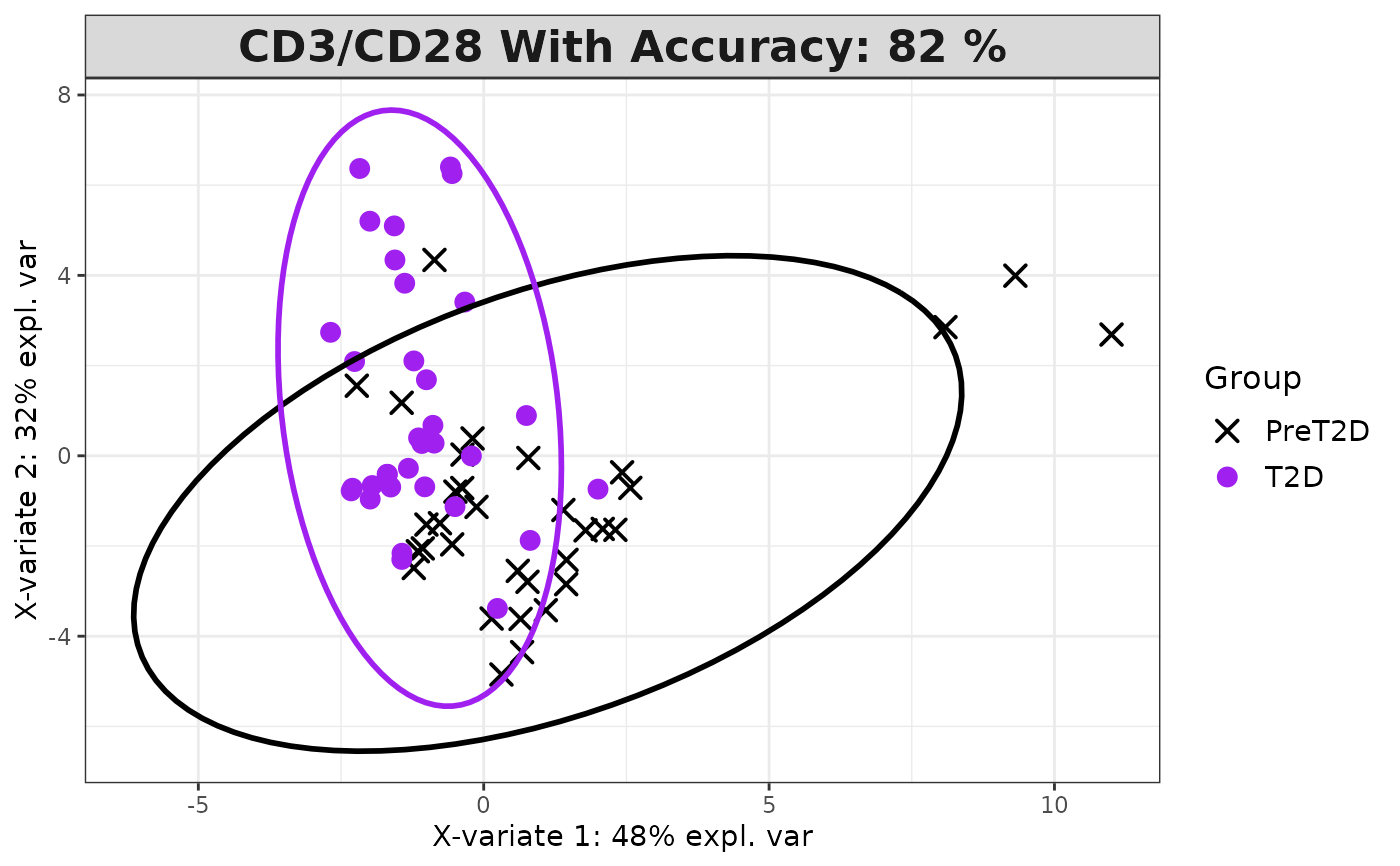 CD3/CD28 With Accuracy: 82 %
8
4
0
-4
-5
0
5
10
X-variate 1: 48% expl. var
X-variate 2: 32% expl. var
Group
PreT2D
T2D